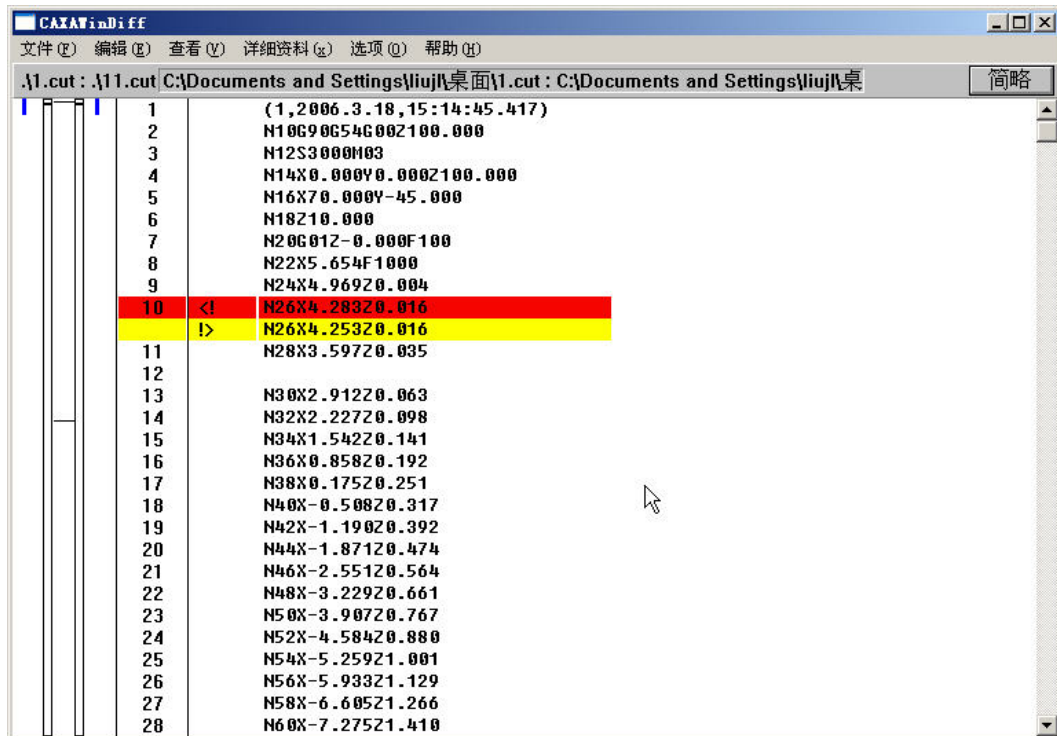 CAXAWinDiff
文件(F) 编辑(E) 查看(V) 详细资料(x) 选项(O) 帮助(H)
.\1.cut : .\11.cut C:\Documents and Settings\liujl\桌面\1.cut : C:\Documents and Settings\liujl\桌 简略
1 (1,2006.3.18,15:14:45.417)
2 N10G90G54G00Z100.000
3 N12S3000M03
4 N14X0.000Y0.000Z100.000
5 N16X70.000Y-45.000
6 N18Z10.000
7 N20G01Z-0.000F100
8 N22X5.654F1000
9 N24X4.969Z0.004
10 <! N26X4.283Z0.016
!> N26X4.253Z0.016
11 N28X3.597Z0.035
12
13 N30X2.912Z0.063
14 N32X2.227Z0.098
15 N34X1.542Z0.141
16 N36X0.858Z0.192
17 N38X0.175Z0.251
18 N40X-0.508Z0.317
19 N42X-1.190Z0.392
20 N44X-1.871Z0.474
21 N46X-2.551Z0.564
22 N48X-3.229Z0.661
23 N50X-3.907Z0.767
24 N52X-4.584Z0.880
25 N54X-5.259Z1.001
26 N56X-5.933Z1.129
27 N58X-6.605Z1.266
28 N60X-7.275Z1.410